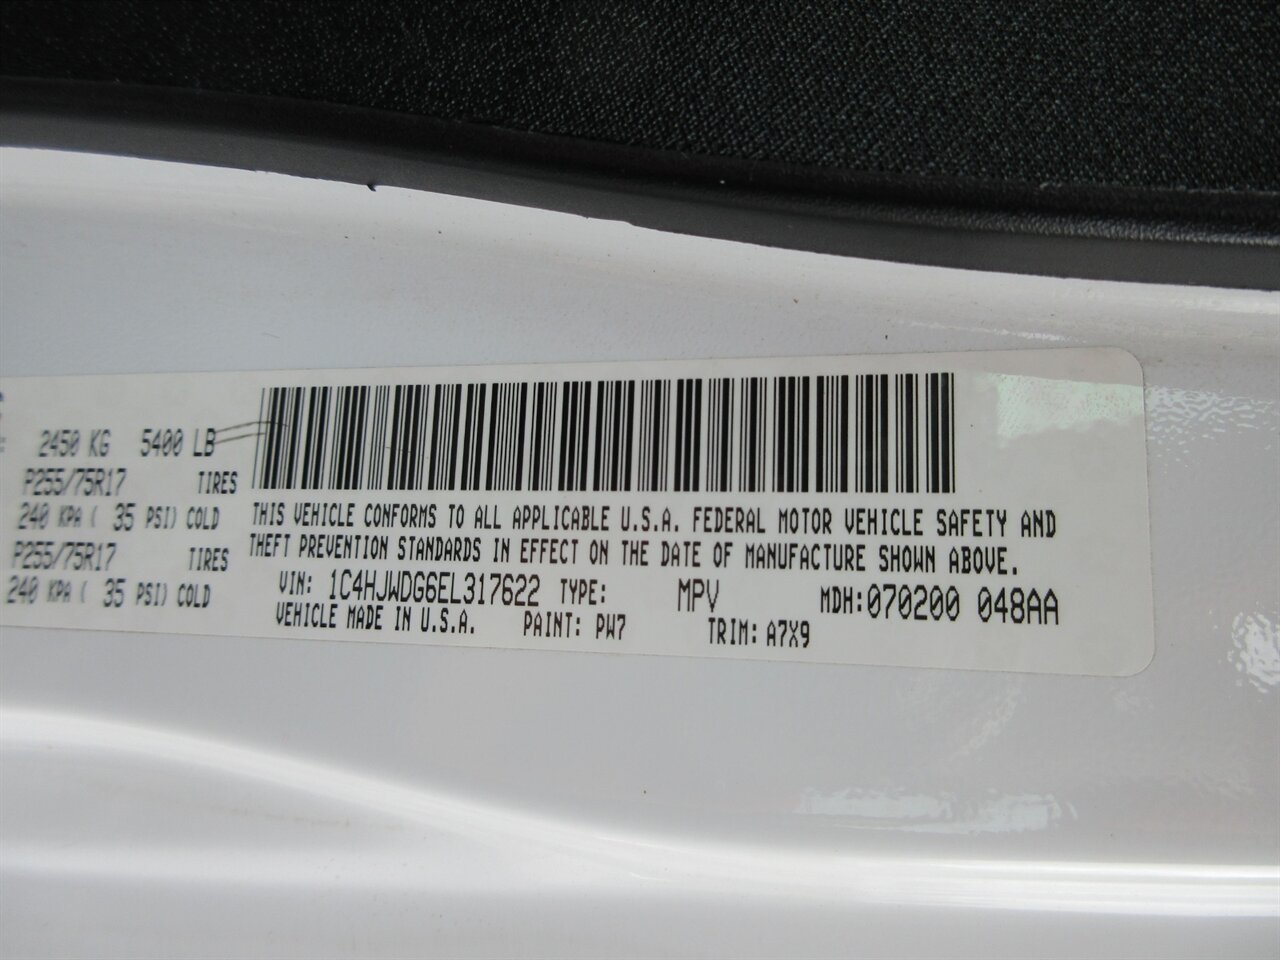 2450 KG 5400 LB
P255/75R17 TIRES
240 KPA ( 35 PSI) COLD
P255/75R17 TIRES
240 KPA ( 35 PSI) COLD
THIS VEHICLE CONFORMS TO ALL APPLICABLE U.S.A. FEDERAL MOTOR VEHICLE SAFETY AND
THEFT PREVENTION STANDARDS IN EFFECT ON THE DATE OF MANUFACTURE SHOWN ABOVE.
VIN: 1C4HJWDG6EL317622 TYPE: MPV MDH:070200 048AA
VEHICLE MADE IN U.S.A. PAINT: PW7 TRIM: A7X9